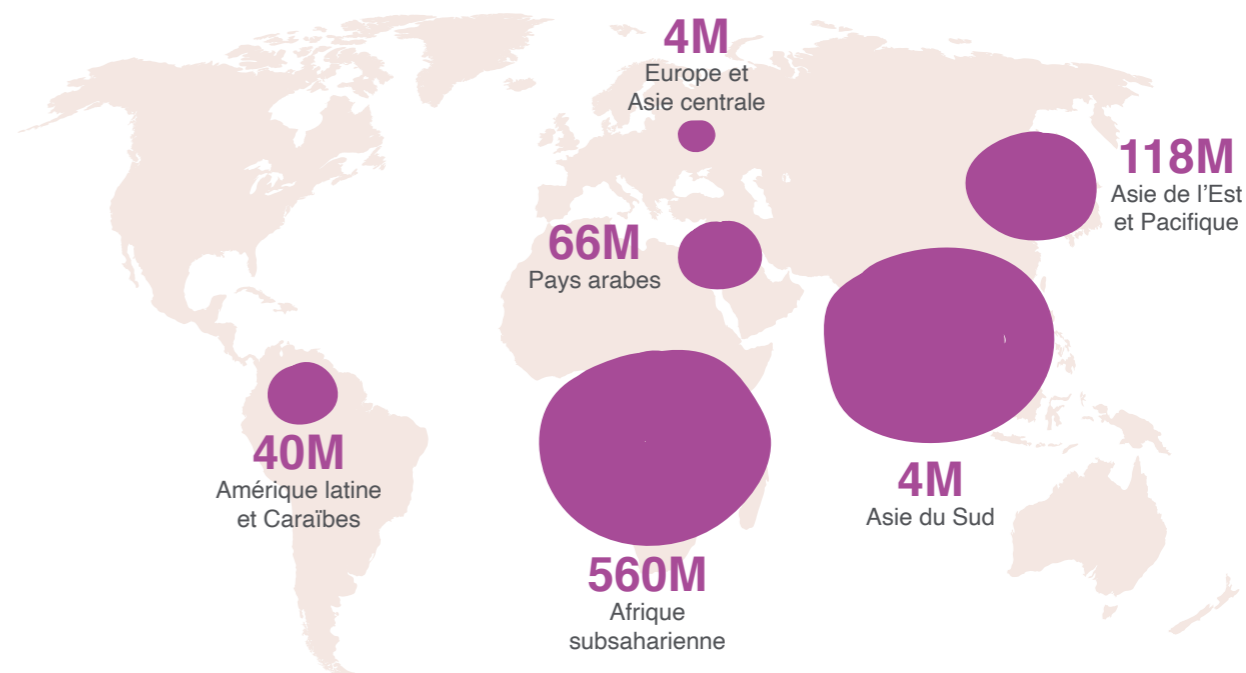 4M
Europe et
Asie centrale
118M
Asie de l'Est
et Pacifique
66M
Pays arabes
40M
Amérique latine
et Caraïbes
4M
Asie du Sud
560M
Afrique
subsaharienne